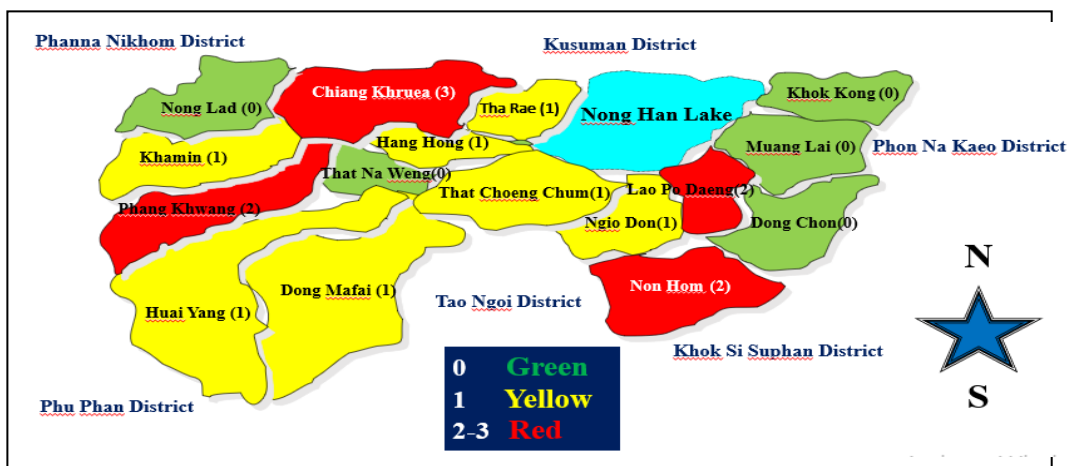 Phanna Nikhom District
Kusuman District
Nong Lad (0)
Chiang Khruea (3)
Tha Rae (1)
Nong Han Lake
Khok Kong (0)
Khamin (1)
Hang Hong (1)
Muang Lai (0)
Phon Na Kaeo District
That Na Weng(0)
Phang Khwang (2)
That Choeng Chum(1)
Lao Po Daeng(2)
Ngio Don(1)
Dong Chon(0)
Huai Yang (1)
Dong Mafai (1)
Tao Ngoi District
Non Hom (2)
Khok Si Suphan District
Phu Phan District
0 Green
1 Yellow
2-3 Red
N
S